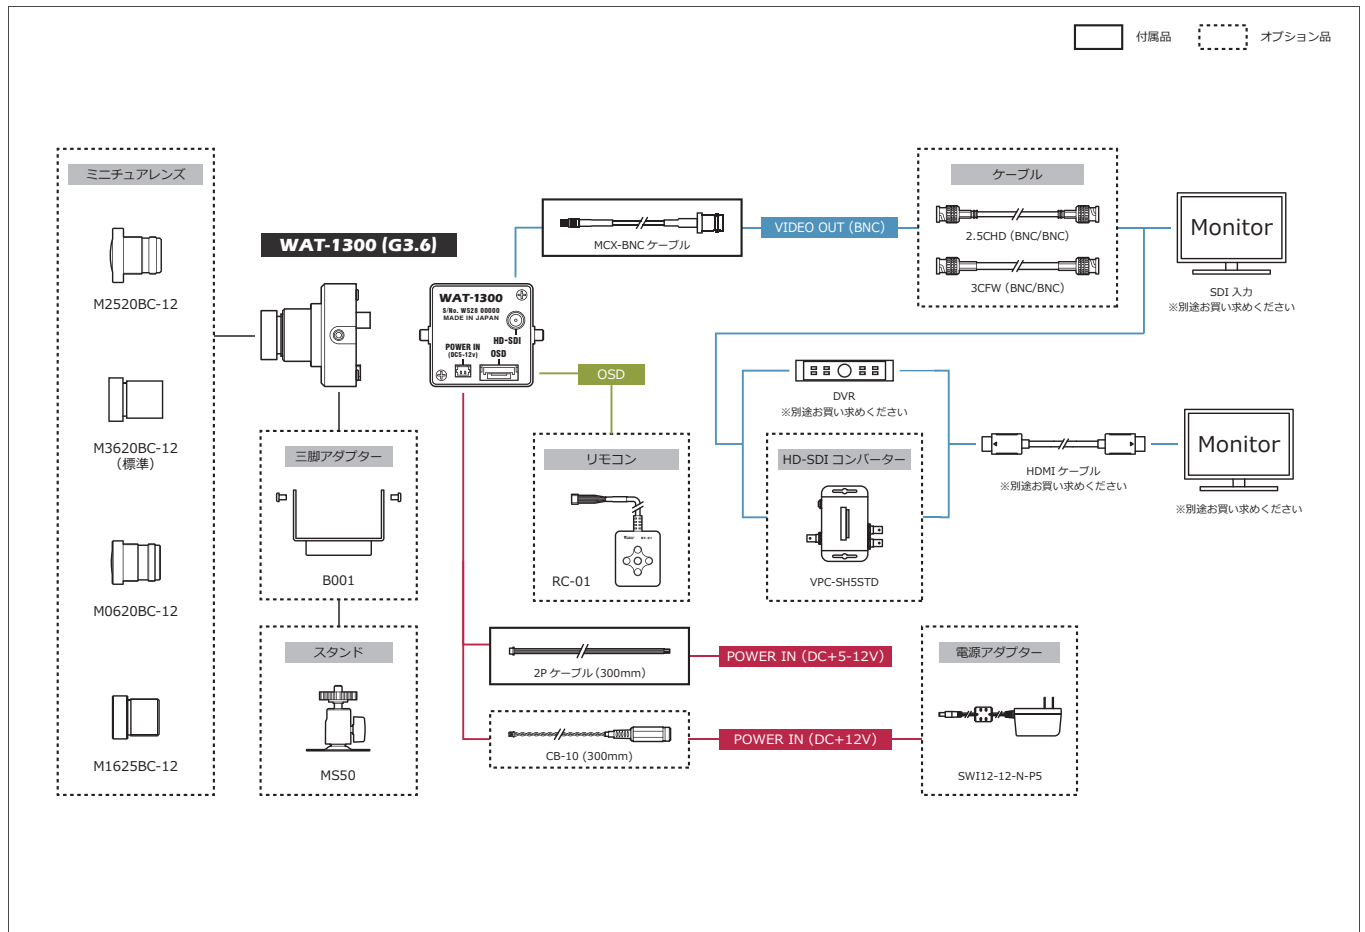 付属品
オプション品
ミニチュアレンズ
M2520BC-12
M3620BC-12
(標準)
M0620BC-12
M1625BC-12
WAT-1300 (G3.6)
WAT-1300
S/No. W528 00000
MADE IN JAPAN
HD-SDI
POWER IN
(DC5-12v)
OSD
三脚アダプター
B001
スタンド
MS50
MCX-BNC ケーブル
VIDEO OUT (BNC)
ケーブル
2.5CHD (BNC/BNC)
3CFW (BNC/BNC)
Monitor
SDI 入力
※別途お買い求めください
OSD
リモコン
RC-01
DVR
※別途お買い求めください
HD-SDI コンバーター
VPC-SH5STD
HDMI ケーブル
※別途お買い求めください
Monitor
※別途お買い求めください
2P ケーブル (300mm)
POWER IN (DC+5-12V)
CB-10 (300mm)
POWER IN (DC+12V)
電源アダプター
SWI12-12-N-P5